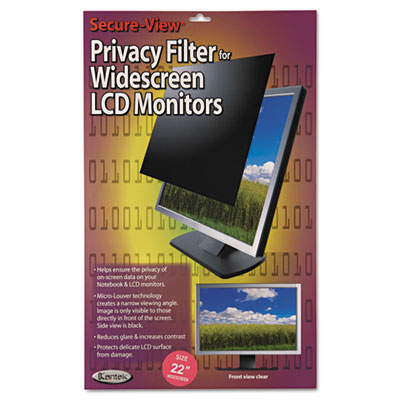 Secure-View®
Privacy Filter for
Widescreen
LCD Monitors
• Helps ensure the privacy of
on-screen data on your
Notebook & LCD monitors.
• Micro-Louver technology
creates a narrow viewing angle.
Image is only visible to those
directly in front of the screen.
Side view is black.
• Reduces glare & increases contrast
• Protects delicate LCD surface
from damage.
Kantek
SIZE
22"
WIDESCREEN
Front view clear